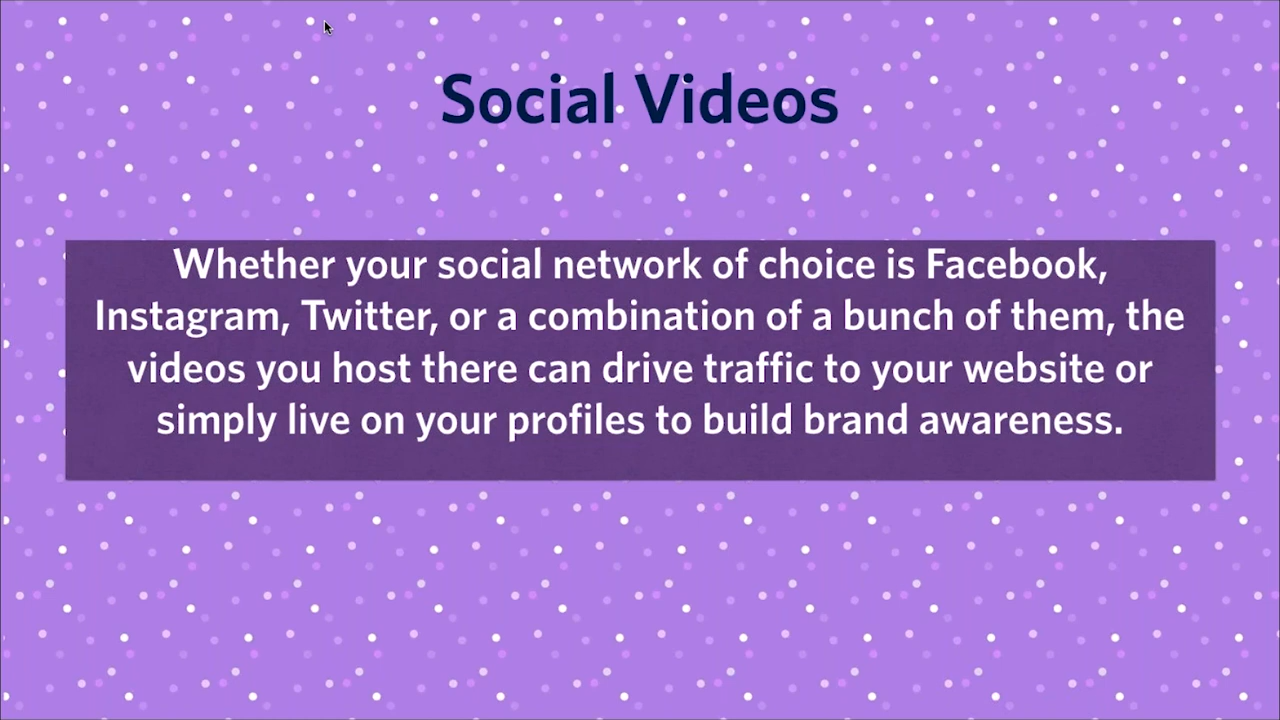 Social Videos
Whether your social network of choice is Facebook,
Instagram, Twitter, or a combination of a bunch of them, the
videos you host there can drive traffic to your website or
simply live on your profiles to build brand awareness.